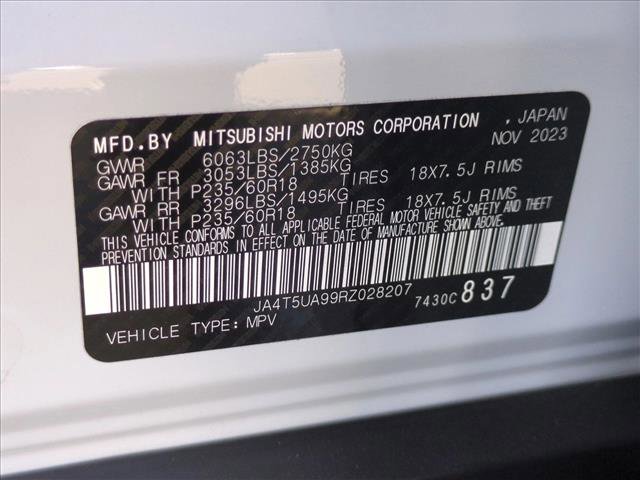 MFD.BY MITSUBISHI MOTORS CORPORATION , JAPAN
GVWR 6063LBS/2750KG NOV 2023
GAWR FR 3053LBS/1385KG
WITH P235/60R18 TIRES 18X7.5J RIMS
GAWR RR 3296LBS/1495KG
WITH P235/60R18 TIRES 18X7.5J RIMS
THIS VEHICLE CONFORMS TO ALL APPLICABLE FEDERAL MOTOR VEHICLE SAFETY AND THEFT
PREVENTION STANDARDS IN EFFECT ON THE DATE OF MANUFACTURE SHOWN ABOVE.
JA4T5UA99RZ028207 7430C 837
VEHICLE TYPE: MPV